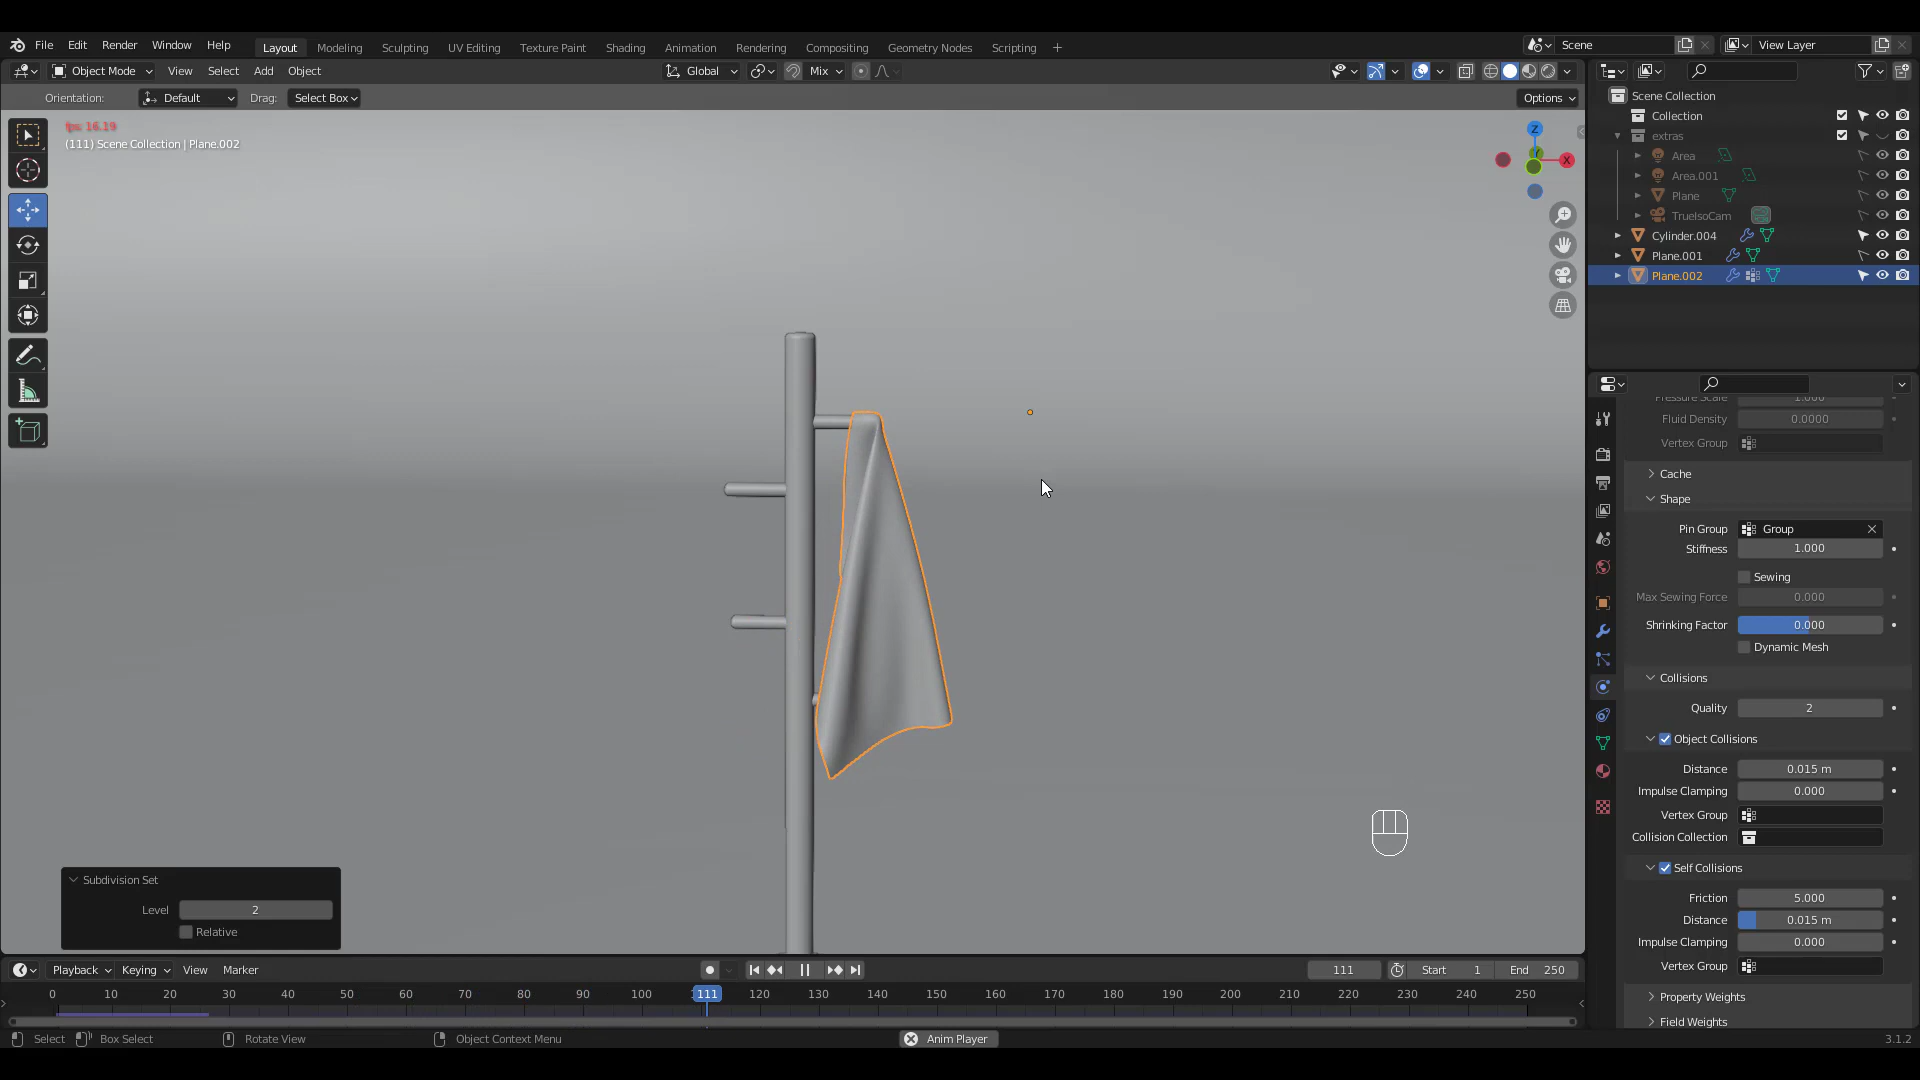 File Edit Render Window Help
Layout Modeling Sculpting UV Editing Texture Paint Shading Animation Rendering Compositing Geometry Nodes Scripting +
Scene
View Layer
Object Mode View Select Add Object
Global
Mix
Orientation: Default Drag: Select Box
Options
fps 16.19
(111) Scene Collection | Plane.002
Z
X
Scene Collection
Collection
extras
Area
Area.001
Plane
TrueIsoCam
Cylinder.004
Plane.001
Plane.002
Pressure Scale 1.000
Fluid Density 0.0000
Vertex Group
Cache
Shape
Pin Group Group
Stiffness 1.000
Sewing
Max Sewing Force 0.000
Shrinking Factor 0.000
Dynamic Mesh
Collisions
Quality 2
Object Collisions
Distance 0.015 m
Impulse Clamping 0.000
Vertex Group
Collision Collection
Self Collisions
Friction 5.000
Distance 0.015 m
Impulse Clamping 0.000
Vertex Group
Property Weights
Field Weights
Subdivision Set
Level 2
Relative
Playback Keying View Marker
111
Start 1 End 250
0 10 20 30 40 50 60 70 80 90 100 111 120 130 140 150 160 170 180 190 200 210 220 230 240 250
Select Box Select Rotate View Object Context Menu Anim Player 3.1.2